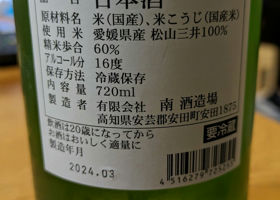 日本酒
原材料名 米(国産)、米こうじ(国産米)
使用米 愛媛県産 松山三井100%
精米歩合 60%
アルコール分 16度
保存方法 冷蔵保存
内容量 720ml
製造者 有限会社 南酒造場
高知県安芸郡安田町安田1875
飲酒は20歳になってから
お酒はおいしく適量に
要冷蔵
製造年月
2024.03